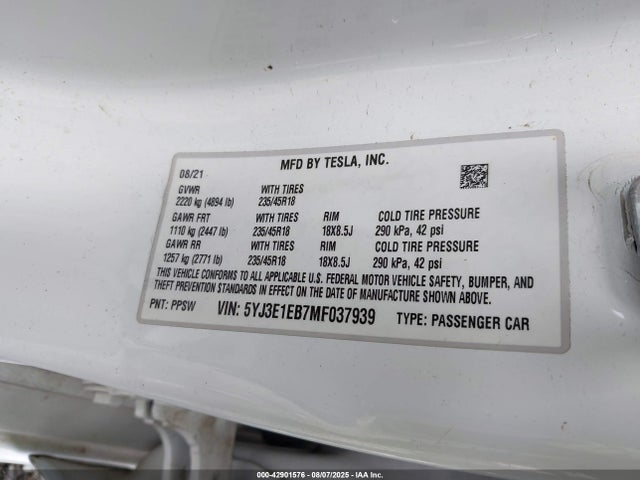 MFD BY TESLA, INC.
08/21
GVWR WITH TIRES
2220 kg (4894 lb) 235/45R18
GAWR FRT WITH TIRES RIM COLD TIRE PRESSURE
1110 kg (2447 lb) 235/45R18 18X8.5J 290 kPa, 42 psi
GAWR RR WITH TIRES RIM COLD TIRE PRESSURE
1257 kg (2771 lb) 235/45R18 18X8.5J 290 kPa, 42 psi
THIS VEHICLE CONFORMS TO ALL APPLICABLE U.S. FEDERAL MOTOR VEHICLE SAFETY, BUMPER, AND
THEFT PREVENTION STANDARDS IN EFFECT ON THE DATE OF MANUFACTURE SHOWN ABOVE.
PNT: PPSW VIN: 5YJ3E1EB7MF037939 TYPE: PASSENGER CAR
000-42901576 - 08/07/2025 - IAA Inc.